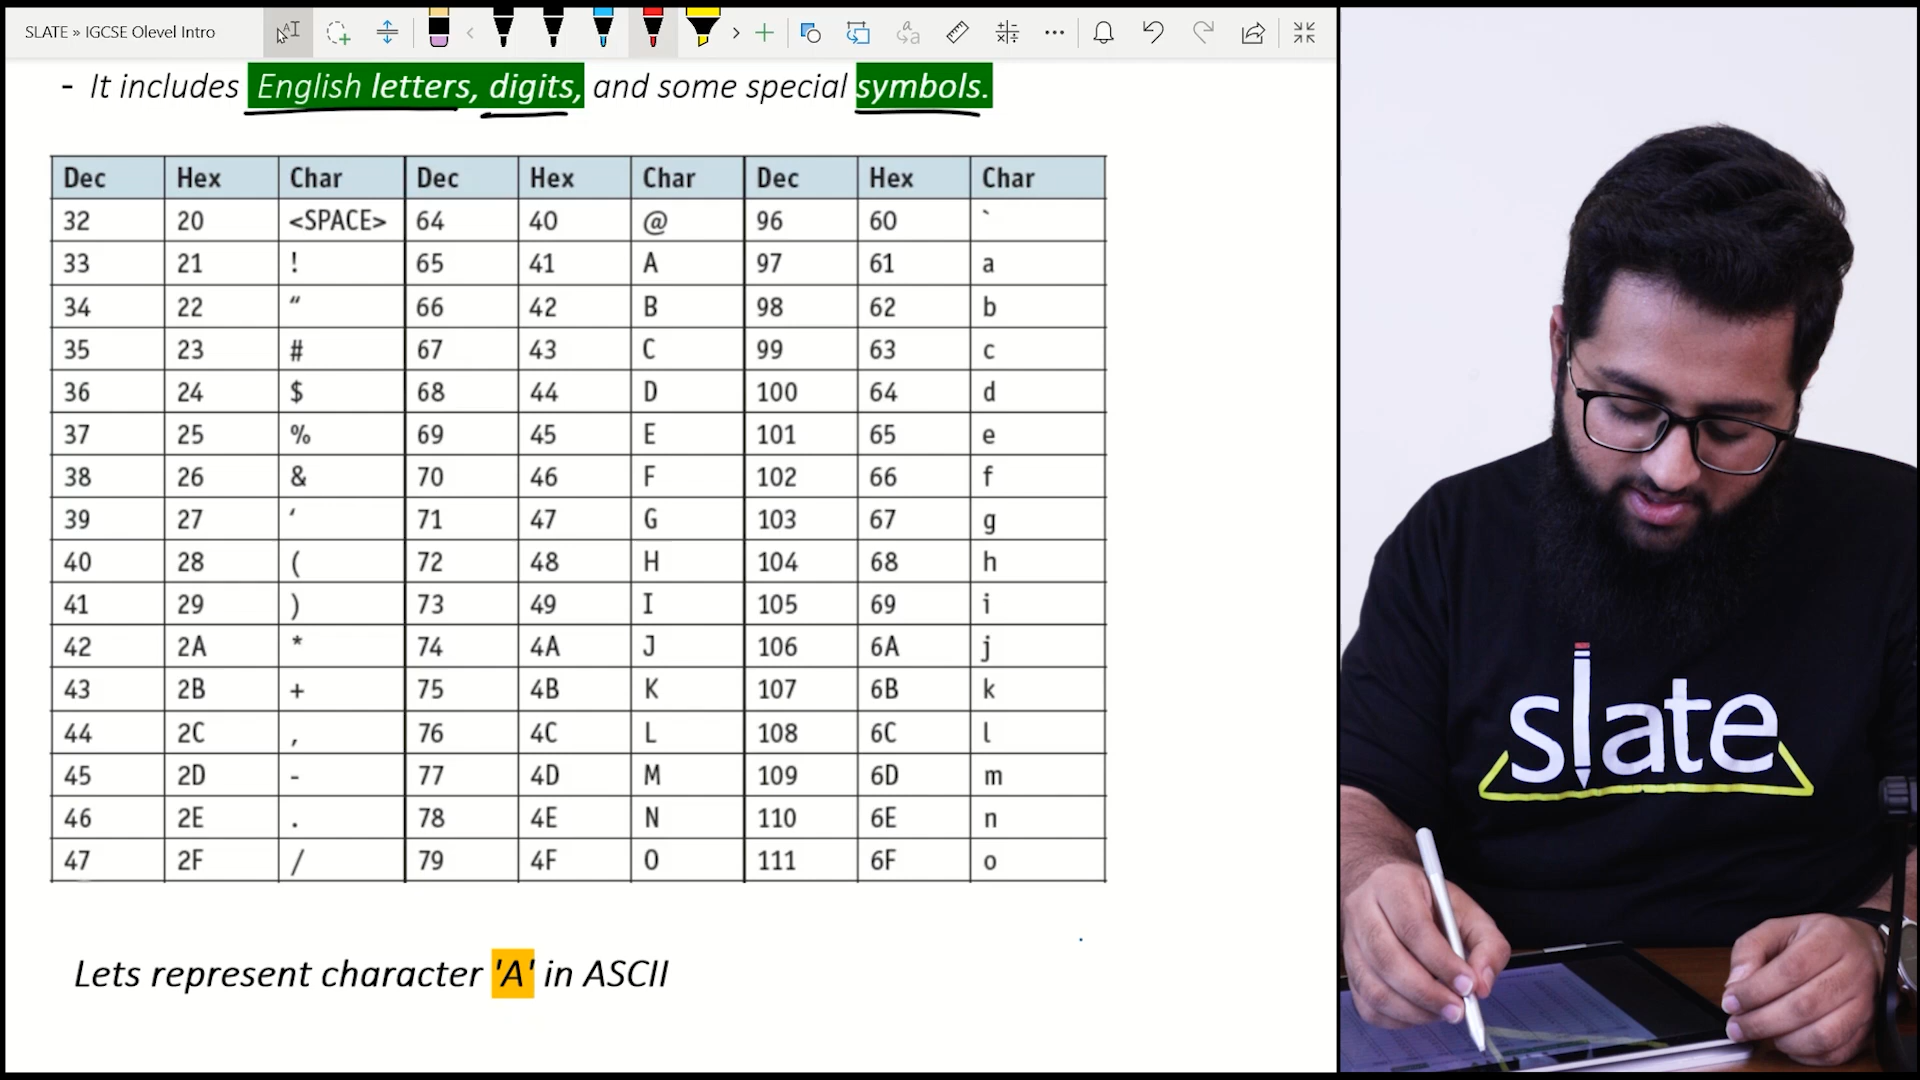 SLATE » IGCSE Olevel Intro
- It includes English letters, digits, and some special symbols.
Dec Hex Char Dec Hex Char Dec Hex Char
32 20 <SPACE> 64 40 @ 96 60 `
33 21 ! 65 41 A 97 61 a
34 22 “ 66 42 B 98 62 b
35 23 # 67 43 C 99 63 c
36 24 $ 68 44 D 100 64 d
37 25 % 69 45 E 101 65 e
38 26 & 70 46 F 102 66 f
39 27 ‘ 71 47 G 103 67 g
40 28 ( 72 48 H 104 68 h
41 29 ) 73 49 I 105 69 i
42 2A * 74 4A J 106 6A j
43 2B + 75 4B K 107 6B k
44 2C , 76 4C L 108 6C l
45 2D - 77 4D M 109 6D m
46 2E . 78 4E N 110 6E n
47 2F / 79 4F O 111 6F o
Lets represent character 'A' in ASCII
slate